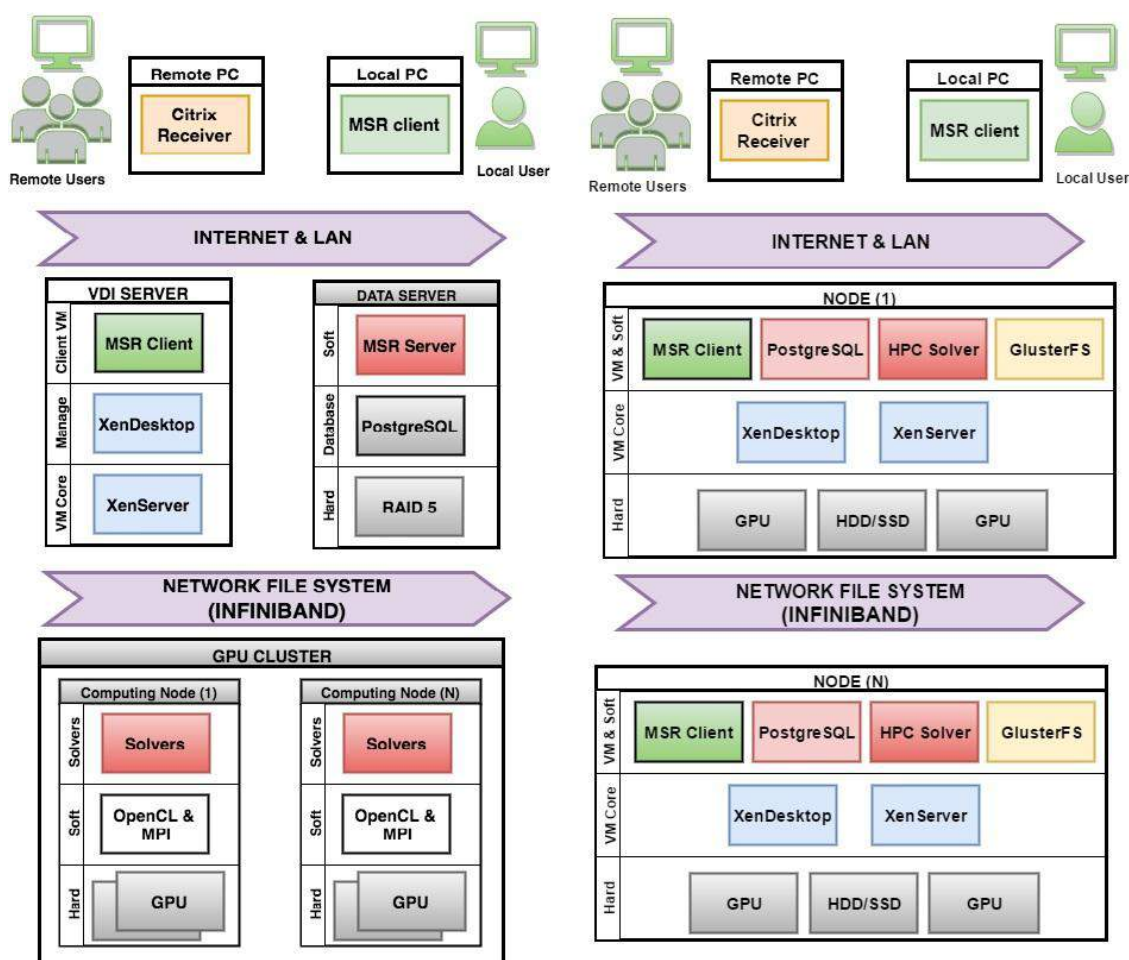 Remote PC
Citrix
Receiver
Remote Users
Local PC
MSR client
Local User
INTERNET & LAN
VDI SERVER
Client VM
MSR Client
Manage
XenDesktop
VM Core
XenServer
DATA SERVER
Soft
MSR Server
Database
PostgreSQL
Hard
RAID 5
NETWORK FILE SYSTEM
(INFINIBAND)
GPU CLUSTER
Computing Node (1)
Solvers
Solvers
Soft
OpenCL &
MPI
Hard
GPU
Computing Node (N)
Solvers
Solvers
Soft
OpenCL &
MPI
Hard
GPU
Remote PC
Citrix
Receiver
Remote Users
Local PC
MSR client
Local User
INTERNET & LAN
NODE (1)
VM & Soft
MSR Client
PostgreSQL
HPC Solver
GlusterFS
VM Core
XenDesktop
XenServer
Hard
GPU
HDD/SSD
GPU
NETWORK FILE SYSTEM
(INFINIBAND)
NODE (N)
VM & Soft
MSR Client
PostgreSQL
HPC Solver
GlusterFS
VM Core
XenDesktop
XenServer
Hard
GPU
HDD/SSD
GPU